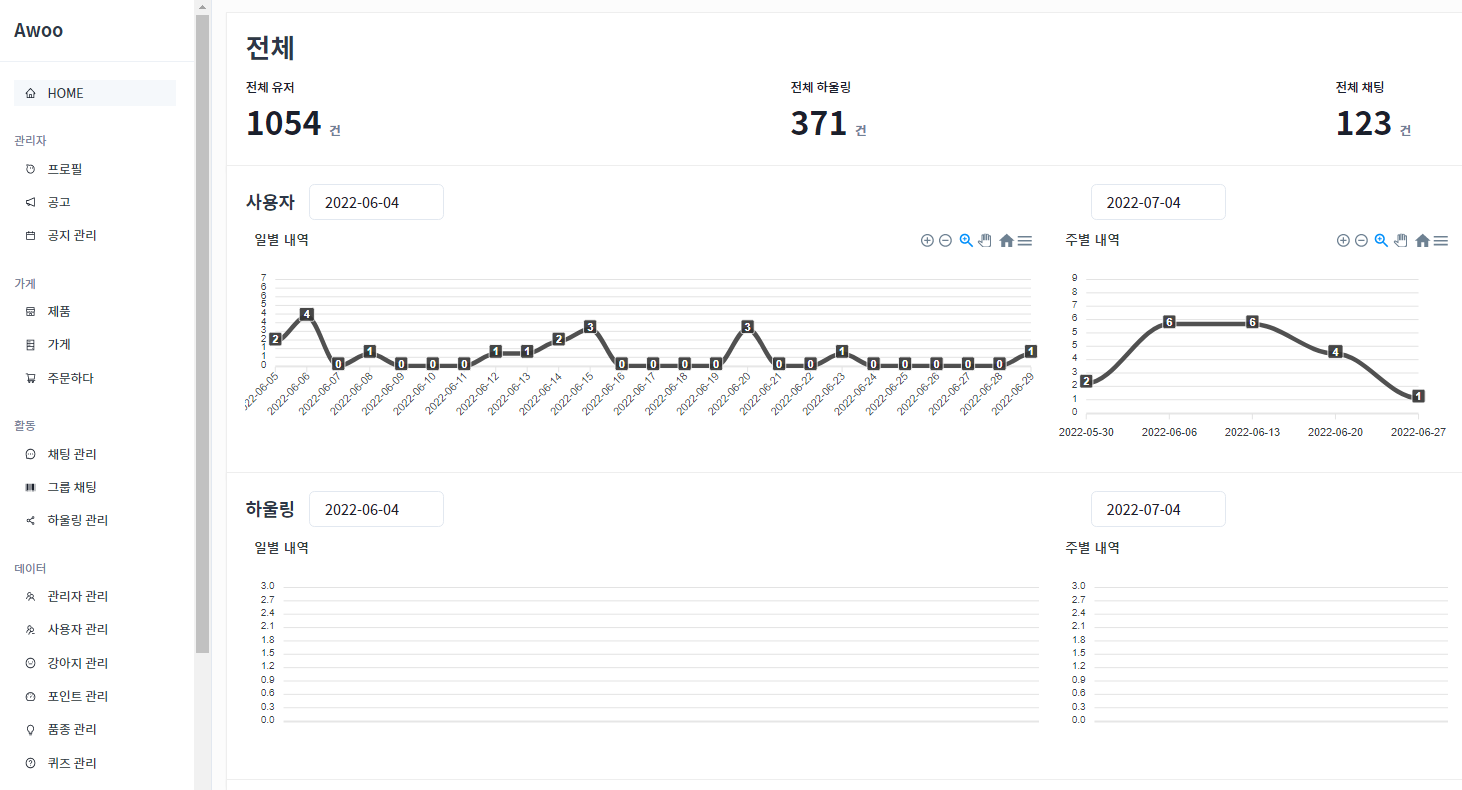 Awoo
HOME
관리자
프로필
공고
공지 관리
가게
제품
가게
주문하다
활동
채팅 관리
그룹 채팅
하울링 관리
데이터
관리자 관리
사용자 관리
강아지 관리
포인트 관리
품종 관리
퀴즈 관리
전체
전체 유저 전체 하울링 전체 채팅
1054 건 371 건 123 건
사용자 2022-06-04 2022-07-04
일별 내역
7
6
6
5
4
4
3
2
1
1
0
2 4 0 1 0 0 0 1 1 2 3 0 0 0 0 3 0 0 1 0 0 0 0 0 1
22-06-05 2022-06-06 2022-06-07 2022-06-08 2022-06-09 2022-06-10 2022-06-11 2022-06-12 2022-06-13 2022-06-14 2022-06-15 2022-06-16 2022-06-17 2022-06-18 2022-06-19 2022-06-20 2022-06-21 2022-06-22 2022-06-23 2022-06-24 2022-06-25 2022-06-26 2022-06-27 2022-06-28 2022-06-29
주별 내역
9
8
7
6
5
4
3
2
1
0
2 6 6 4 1
2022-05-30 2022-06-06 2022-06-13 2022-06-20 2022-06-27
하울링 2022-06-04 2022-07-04
일별 내역
3.0
2.7
2.4
2.1
1.8
1.5
1.2
0.9
0.6
0.3
0.0
주별 내역
3.0
2.7
2.4
2.1
1.8
1.5
1.2
0.9
0.6
0.3
0.0